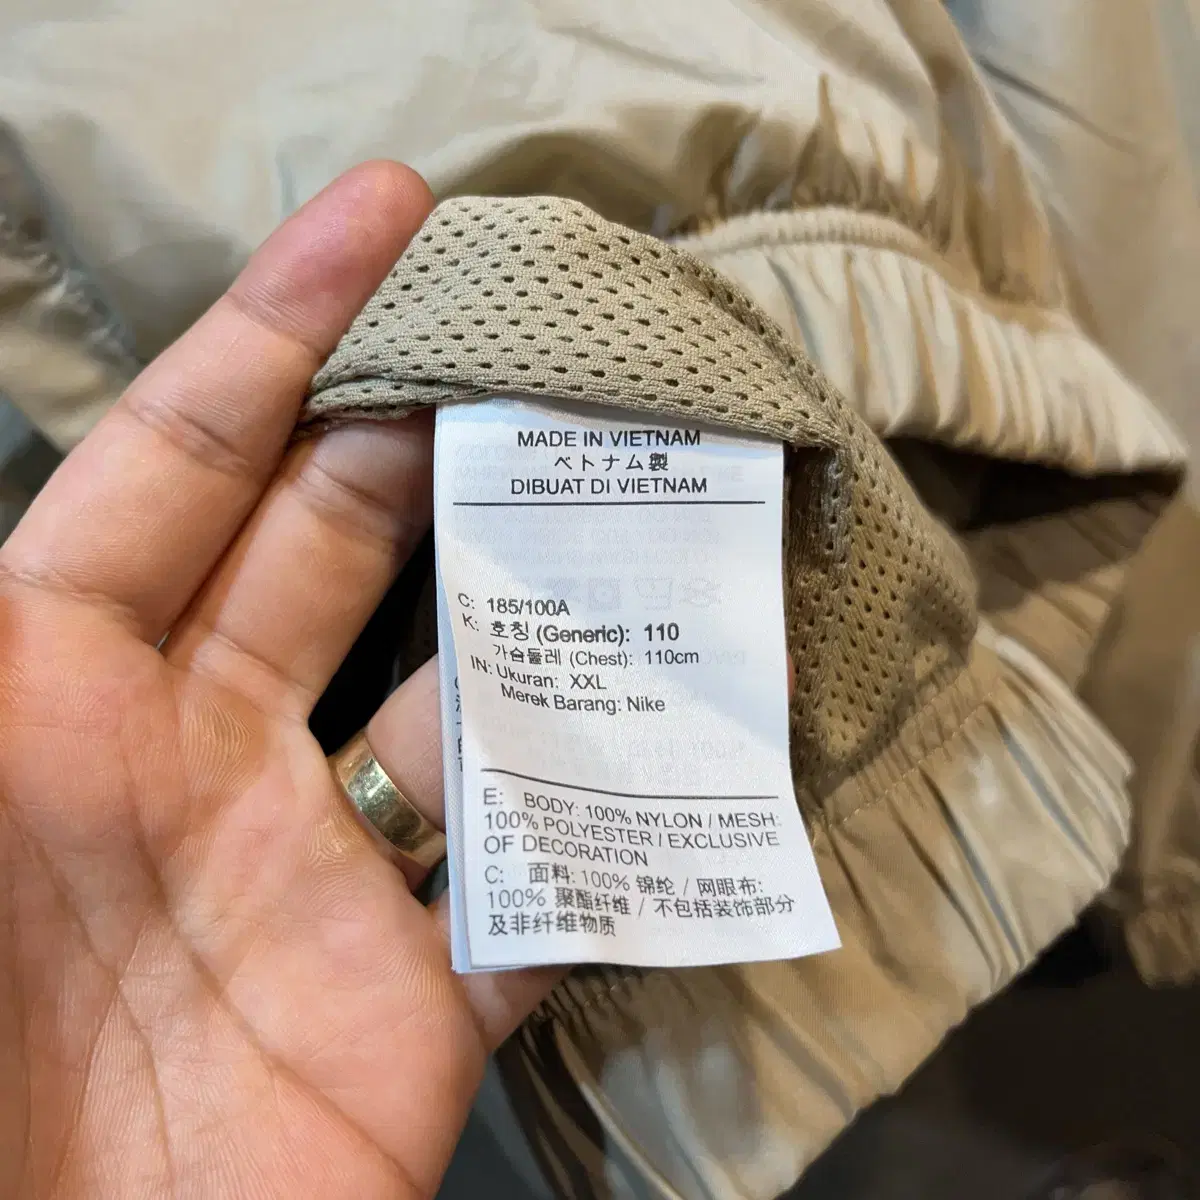 MADE IN VIETNAM
ベトナム製
DIBUAT DI VIETNAM
C: 185/100A
K: 호칭 (Generic): 110
가슴둘레 (Chest): 110cm
IN: Ukuran: XXL
Merek Barang: Nike
E: BODY: 100% NYLON / MESH:
100% POLYESTER / EXCLUSIVE
OF DECORATION
C: 面料: 100% 锦纶 / 网眼布:
100% 聚酯纤维 / 不包括装饰部分
及非纤维物质